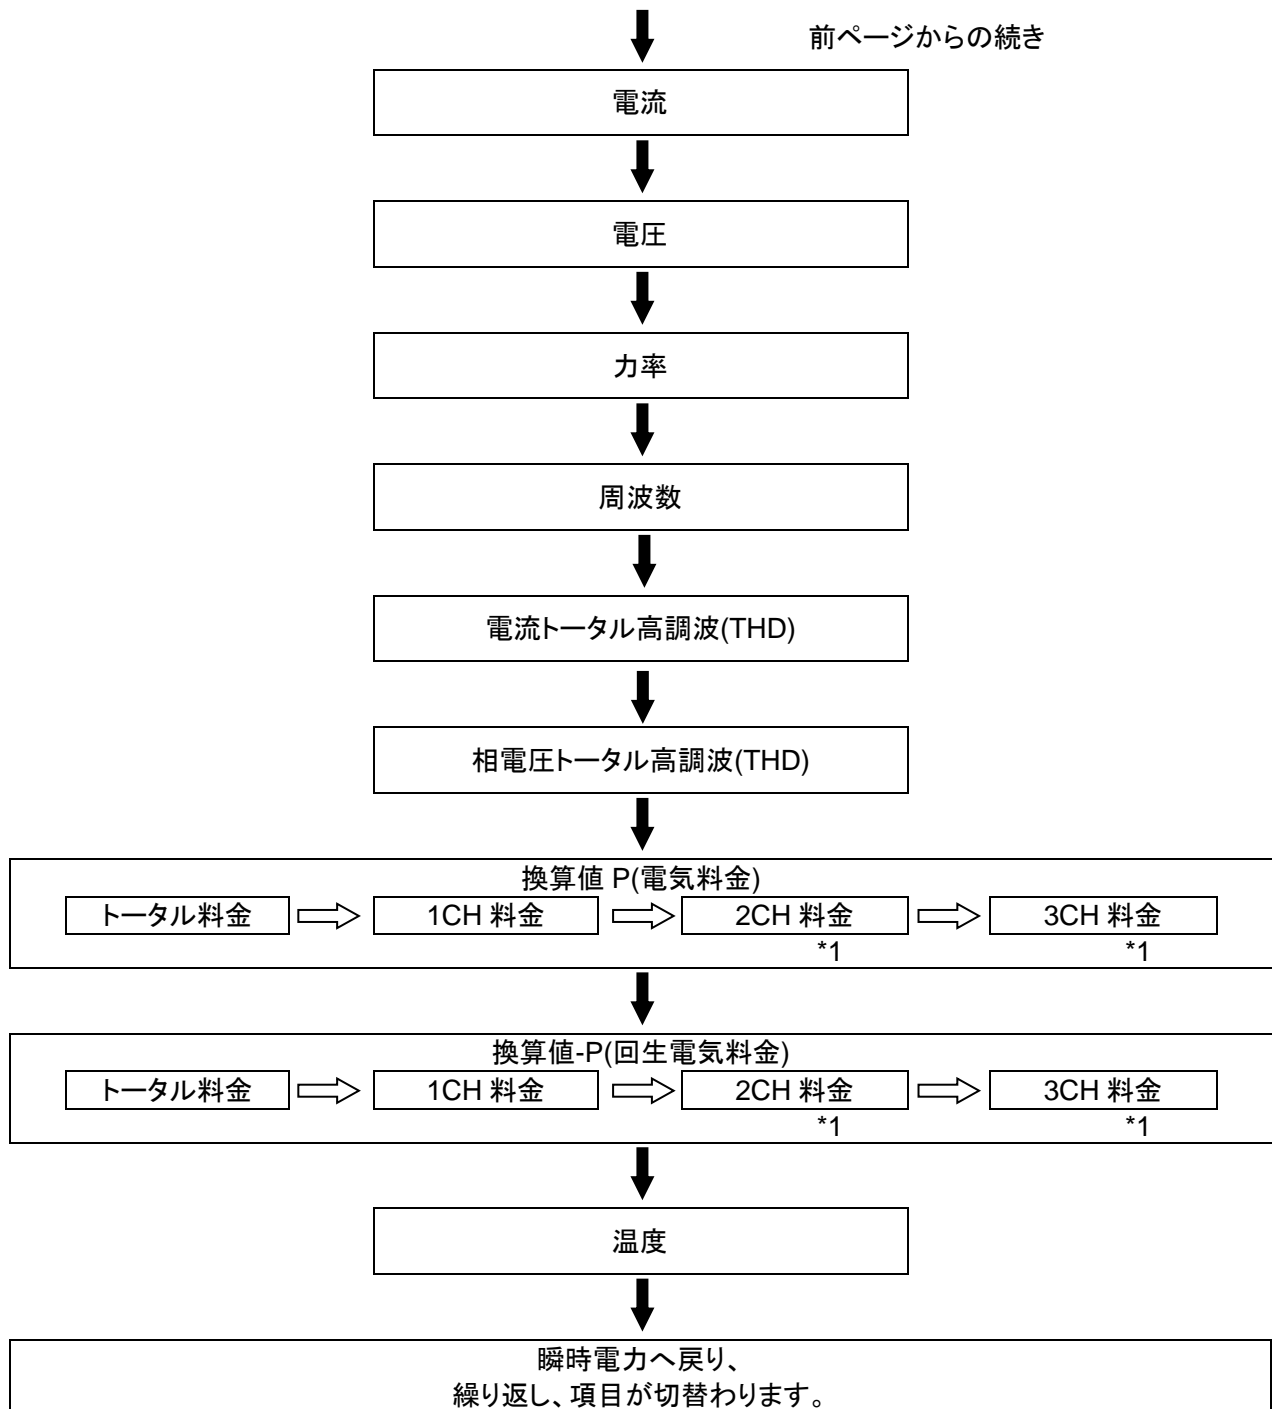 前ページからの続き
電流
電圧
力率
周波数
電流トータル高調波(THD)
相電圧トータル高調波(THD)
換算値 P(電気料金)
トータル料金
1CH 料金
2CH 料金
3CH 料金
*1
*1
換算値-P(回生電気料金)
トータル料金
1CH 料金
2CH 料金
3CH 料金
*1
*1
温度
瞬時電力へ戻り、
繰り返し、項目が切替わります。